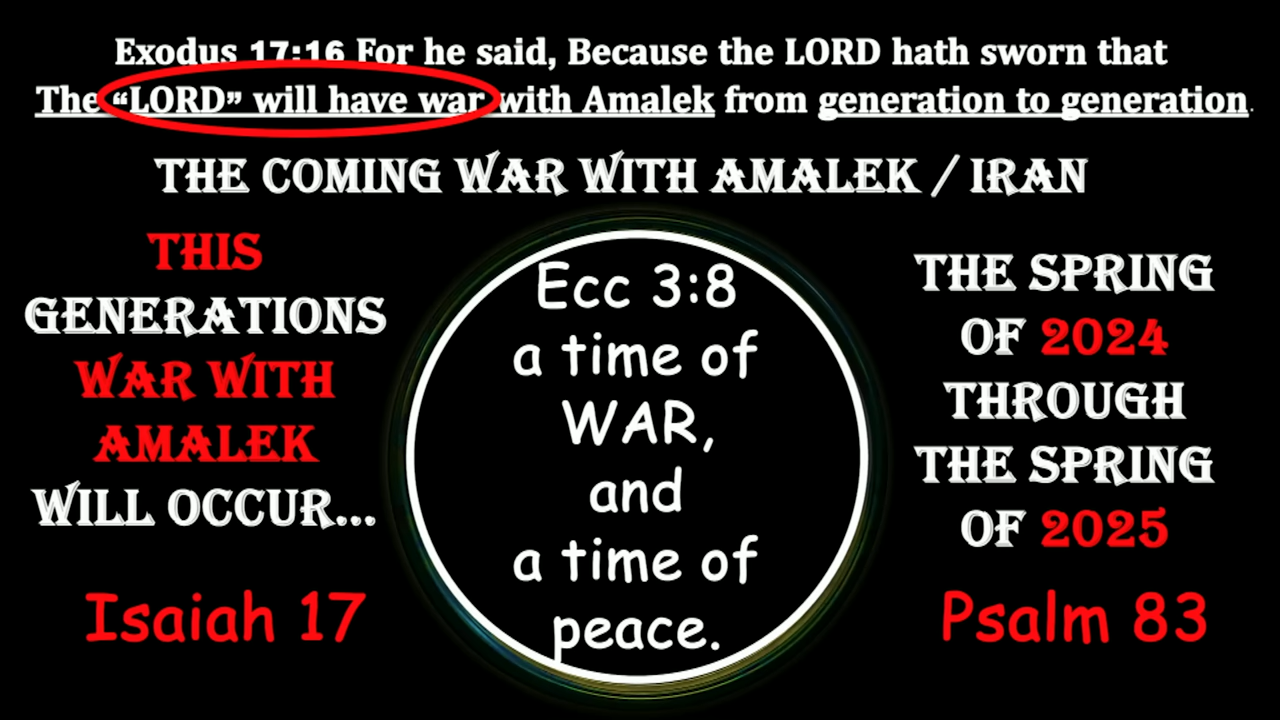 Exodus 17:16 For he said, Because the LORD hath sworn that
The “LORD” will have war with Amalek from generation to generation.
THE COMING WAR WITH AMALEK / IRAN
THIS
GENERATIONS
WAR WITH
AMALEK
WILL OCCUR...
Isaiah 17
Ecc 3:8
a time of
WAR,
and
a time of
peace.
THE SPRING
OF 2024
THROUGH
THE SPRING
OF 2025
Psalm 83